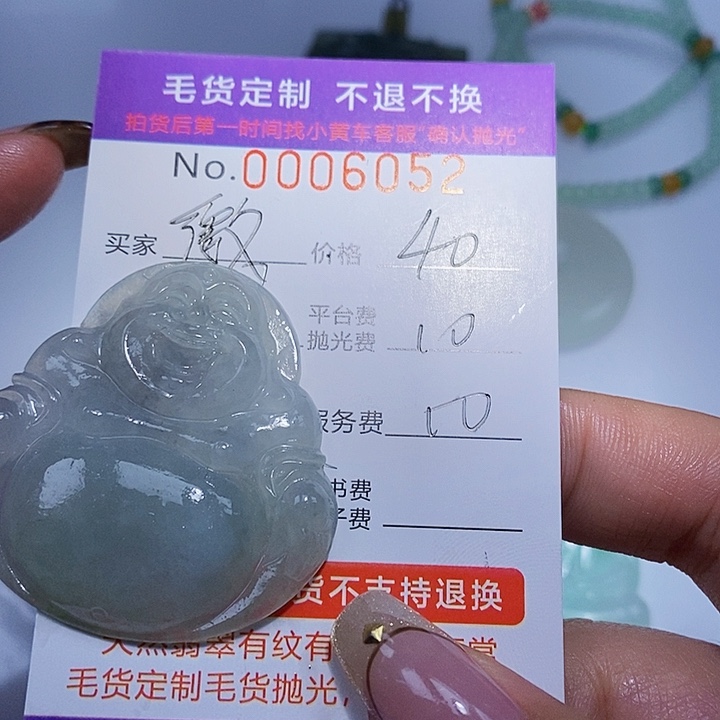 毛货定制 不退不换
拍货后第一时间找小黄车客服"确认抛光"
No.0006052
买家 价格 40
平台费
抛光费 10
服务费 10
书费
子费
货不支持退换
天然翡翠有纹有
毛货定制毛货抛光,